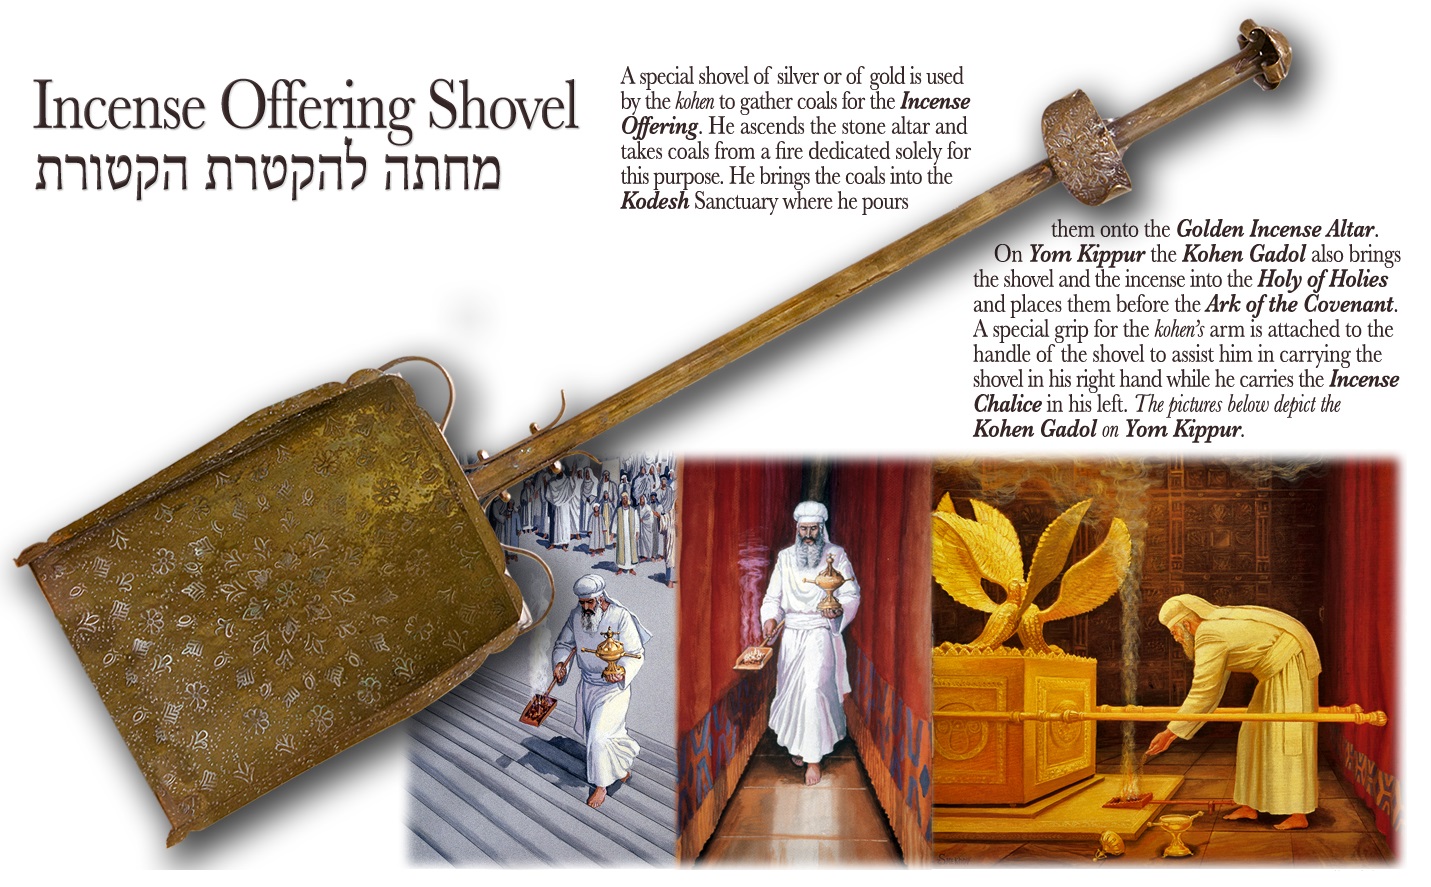 Incense Offering Shovel
מחתה להקטרת הקטורת
A special shovel of silver or of gold is used
by the kohen to gather coals for the Incense
Offering. He ascends the stone altar and
takes coals from a fire dedicated solely for
this purpose. He brings the coals into the
Kodesh Sanctuary where he pours
them onto the Golden Incense Altar.
On Yom Kippur the Kohen Gadol also brings
the shovel and the incense into the Holy of Holies
and places them before the Ark of the Covenant.
A special grip for the kohen's arm is attached to the
handle of the shovel to assist him in carrying the
shovel in his right hand while he carries the Incense
Chalice in his left. The pictures below depict the
Kohen Gadol on Yom Kippur.